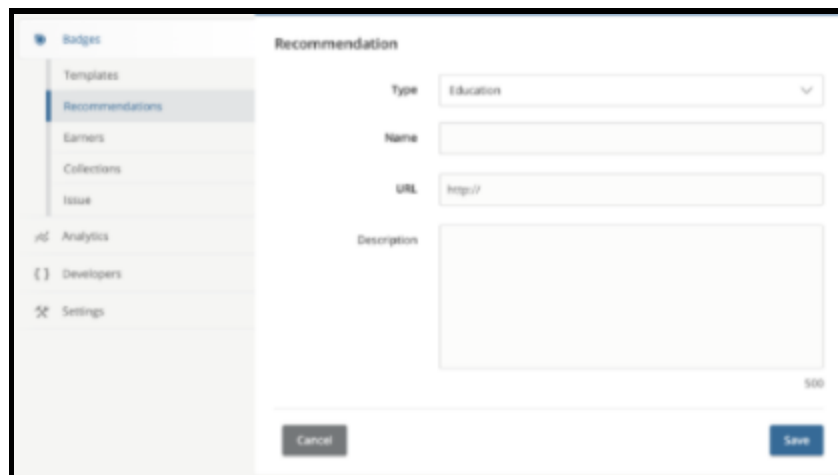 Badges
Templates
Recommendations
Earners
Collections
Issue
Analytics
Developers
Settings
Recommendation
Type
Education
Name
URL
http://
Description
500
Cancel
Save